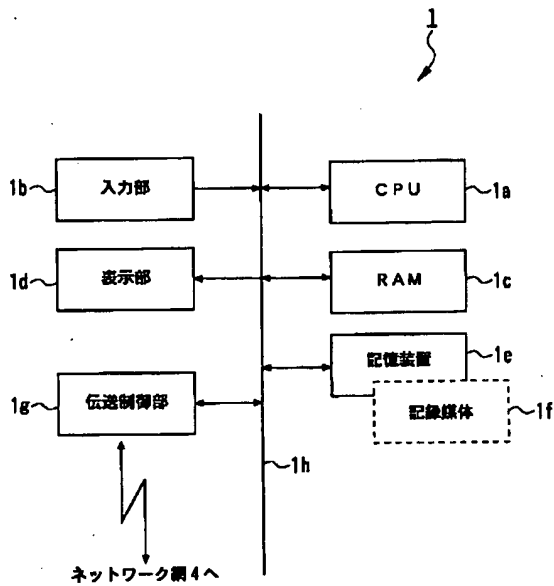 1
1b 入力部 CPU 1a
1d 表示部 RAM 1c
記憶装置 1e
1g 伝送制御部 記録媒体 1f
1h
ネットワーク網4へ